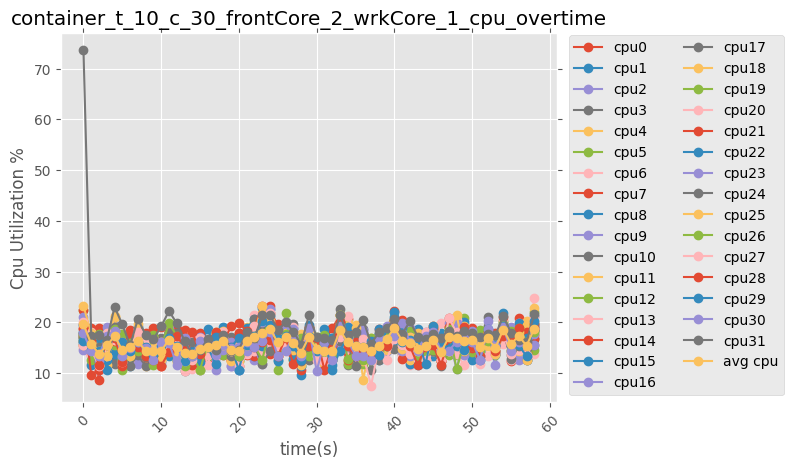 container_t_10_c_30_frontCore_2_wrkCore_1_cpu_overtime
Cpu Utilization %
70
60
50
40
30
20
10
0
10
20
30
40
50
60
time(s)
cpu0
cpu1
cpu2
cpu3
cpu4
cpu5
cpu6
cpu7
cpu8
cpu9
cpu10
cpu11
cpu12
cpu13
cpu14
cpu15
cpu16
cpu17
cpu18
cpu19
cpu20
cpu21
cpu22
cpu23
cpu24
cpu25
cpu26
cpu27
cpu28
cpu29
cpu30
cpu31
avg cpu